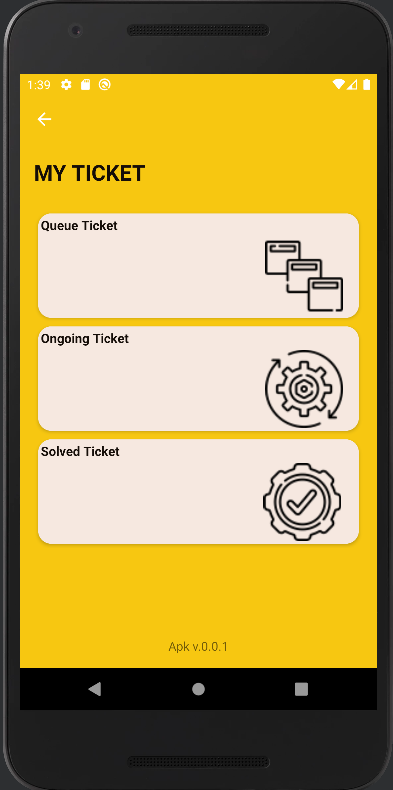 1:39
MY TICKET
Queue Ticket
Ongoing Ticket
Solved Ticket
Apk v.0.0.1